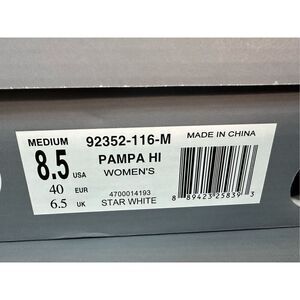 MEDIUM 92352-116-M MADE IN CHINA
8.5 USA PAMPA HI
WOMEN'S
40 EUR
4700014193
6.5 UK STAR WHITE
8 89423 25839 3